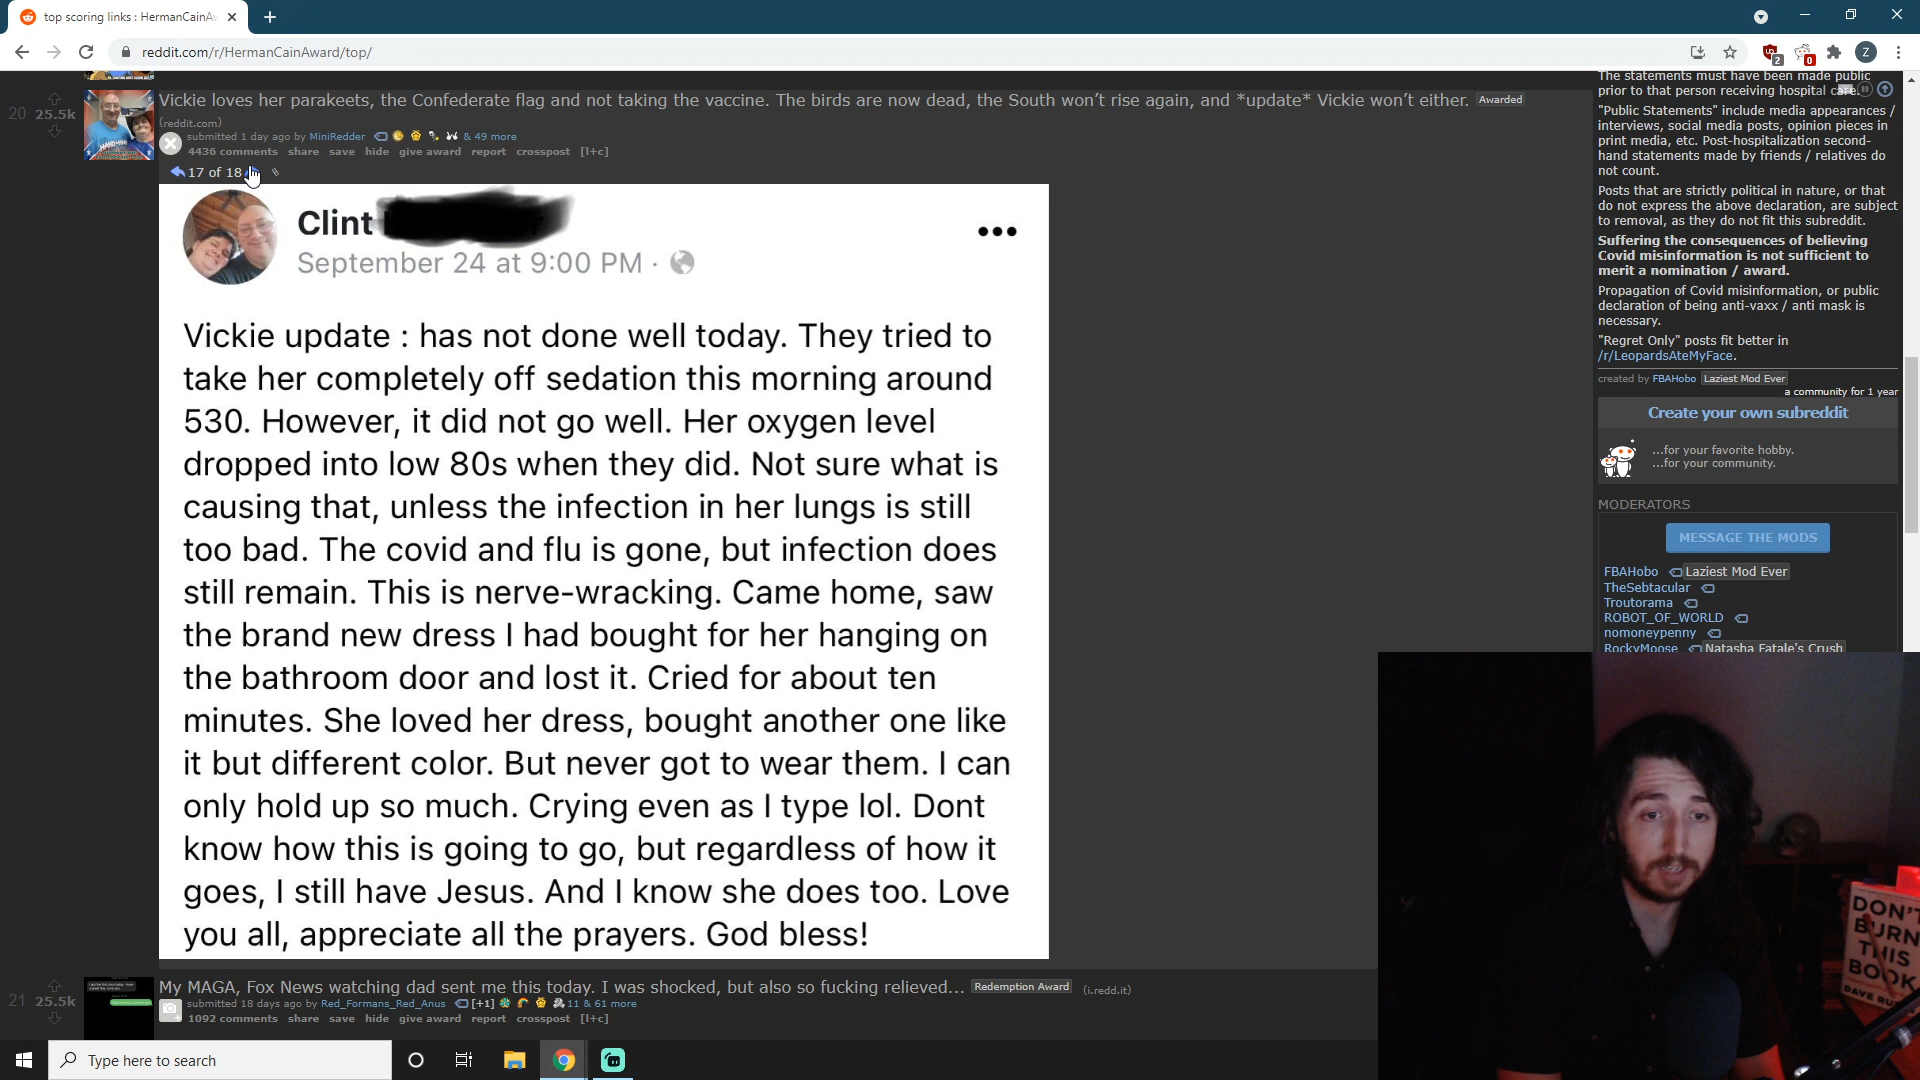 top scoring links : HermanCainAw
reddit.com/r/HermanCainAward/top/
Z
2
0
20
25.5k
Vickie loves her parakeets, the Confederate flag and not taking the vaccine. The birds are now dead, the South won't rise again, and *update* Vickie won't either. Awarded
(reddit.com)
submitted 1 day ago by MiniRedder & 49 more
4436 comments share save hide give award report crosspost [l+c]
17 of 18
Clint
September 24 at 9:00 PM ·
Vickie update : has not done well today. They tried to
take her completely off sedation this morning around
530. However, it did not go well. Her oxygen level
dropped into low 80s when they did. Not sure what is
causing that, unless the infection in her lungs is still
too bad. The covid and flu is gone, but infection does
still remain. This is nerve-wracking. Came home, saw
the brand new dress I had bought for her hanging on
the bathroom door and lost it. Cried for about ten
minutes. She loved her dress, bought another one like
it but different color. But never got to wear them. I can
only hold up so much. Crying even as I type lol. Dont
know how this is going to go, but regardless of how it
goes, I still have Jesus. And I know she does too. Love
you all, appreciate all the prayers. God bless!
21
25.5k
My MAGA, Fox News watching dad sent me this today. I was shocked, but also so fucking relieved... Redemption Award (i.redd.it)
submitted 18 days ago by Red_Formans_Red_Anus [+1] 11 & 61 more
1092 comments share save hide give award report crosspost [l+c]
The statements must have been made public
prior to that person receiving hospital care.
"Public Statements" include media appearances /
interviews, social media posts, opinion pieces in
print media, etc. Post-hospitalization second-
hand statements made by friends / relatives do
not count.
Posts that are strictly political in nature, or that
do not express the above declaration, are subject
to removal, as they do not fit this subreddit.
Suffering the consequences of believing
Covid misinformation is not sufficient to
merit a nomination / award.
Propagation of Covid misinformation, or public
declaration of being anti-vaxx / anti mask is
necessary.
"Regret Only" posts fit better in
/r/LeopardsAteMyFace.
created by FBAHobo Laziest Mod Ever
a community for 1 year
Create your own subreddit
...for your favorite hobby.
...for your community.
MODERATORS
MESSAGE THE MODS
FBAHobo Laziest Mod Ever
TheSebtacular
Troutorama
ROBOT_OF_WORLD
nomoneypenny
RockyMoose Natasha Fatale's Crush
DON'T
BURN
THIS
BOOK
DAVE
Type here to search